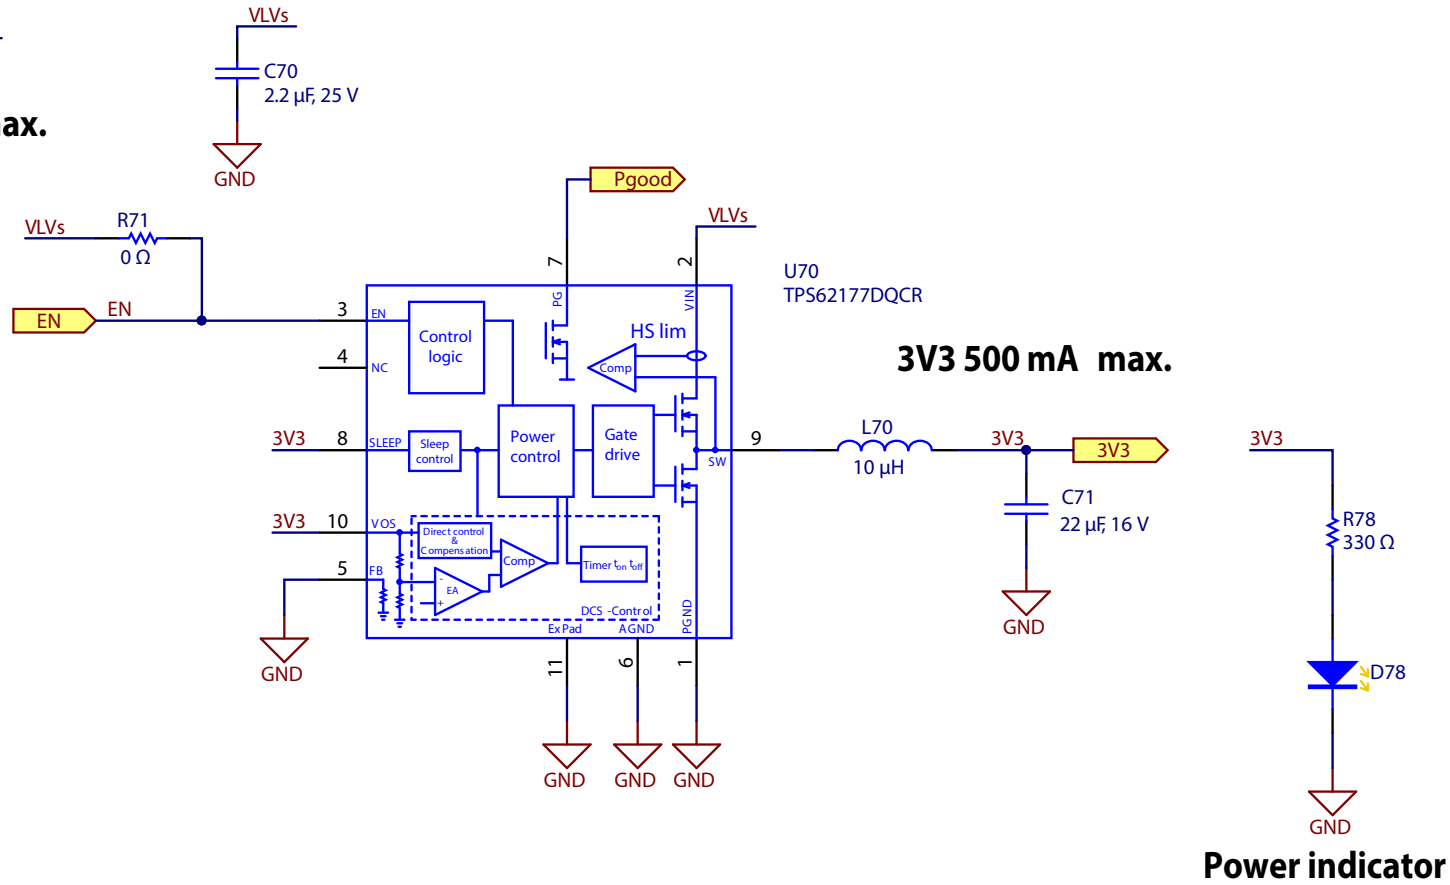 VLVs
C70
2.2 µF, 25 V
ax.
GND
Pgood
VLVs
R71
0 Ω
VLVs
7
2
U70
TPS62177DQCR
EN
EN
3
EN
PG
VIN
Control
logic
HS lim
Comp
4
NC
3V3 500 mA max.
3V3
8
SLEEP
Sleep
control
Power
control
Gate
drive
SW
9
L70
10 µH
3V3
3V3
3V3
C71
22 µF, 16 V
R78
330 Ω
3V3
10
VOS
Direct control
&
Compensation
Comp
Timer ton toff
5
FB
-
EA
+
DCS -Control
GND
ExPad
AGND
PGND
11
6
1
GND
D78
GND
GND
GND
GND
Power indicator